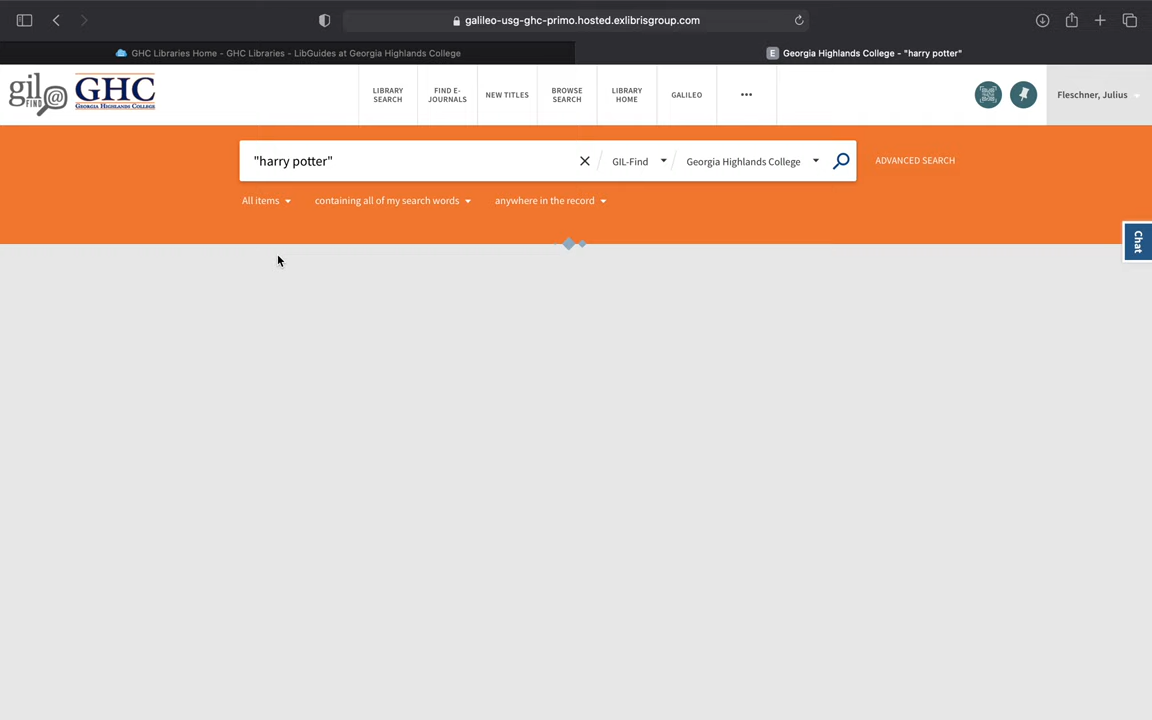 galileo-usg-ghc-primo.hosted.exlibrisgroup.com
GHC Libraries Home - GHC Libraries - LibGuides at Georgia Highlands College
E Georgia Highlands College - "harry potter"
gil@
FIND
GHC
GEORGIA HIGHLANDS COLLEGE
LIBRARY SEARCH
FIND E-JOURNALS
NEW TITLES
BROWSE SEARCH
LIBRARY HOME
GALILEO
•••
Fleschner, Julius
"harry potter"
GIL-Find
Georgia Highlands College
ADVANCED SEARCH
All items
containing all of my search words
anywhere in the record
Chat